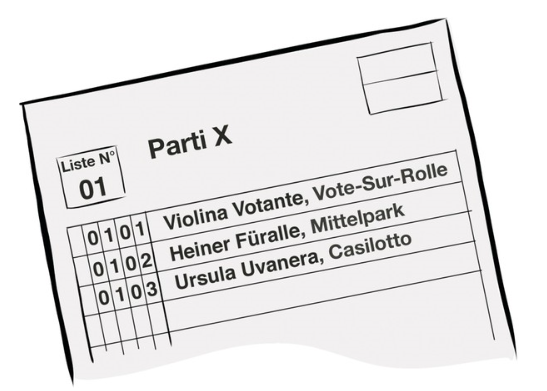 Liste N°
01
Parti X
0101 Violina Votante, Vote-Sur-Rolle
0102 Heiner Füralle, Mittelpark
0103 Ursula Uvanera, Casilotto